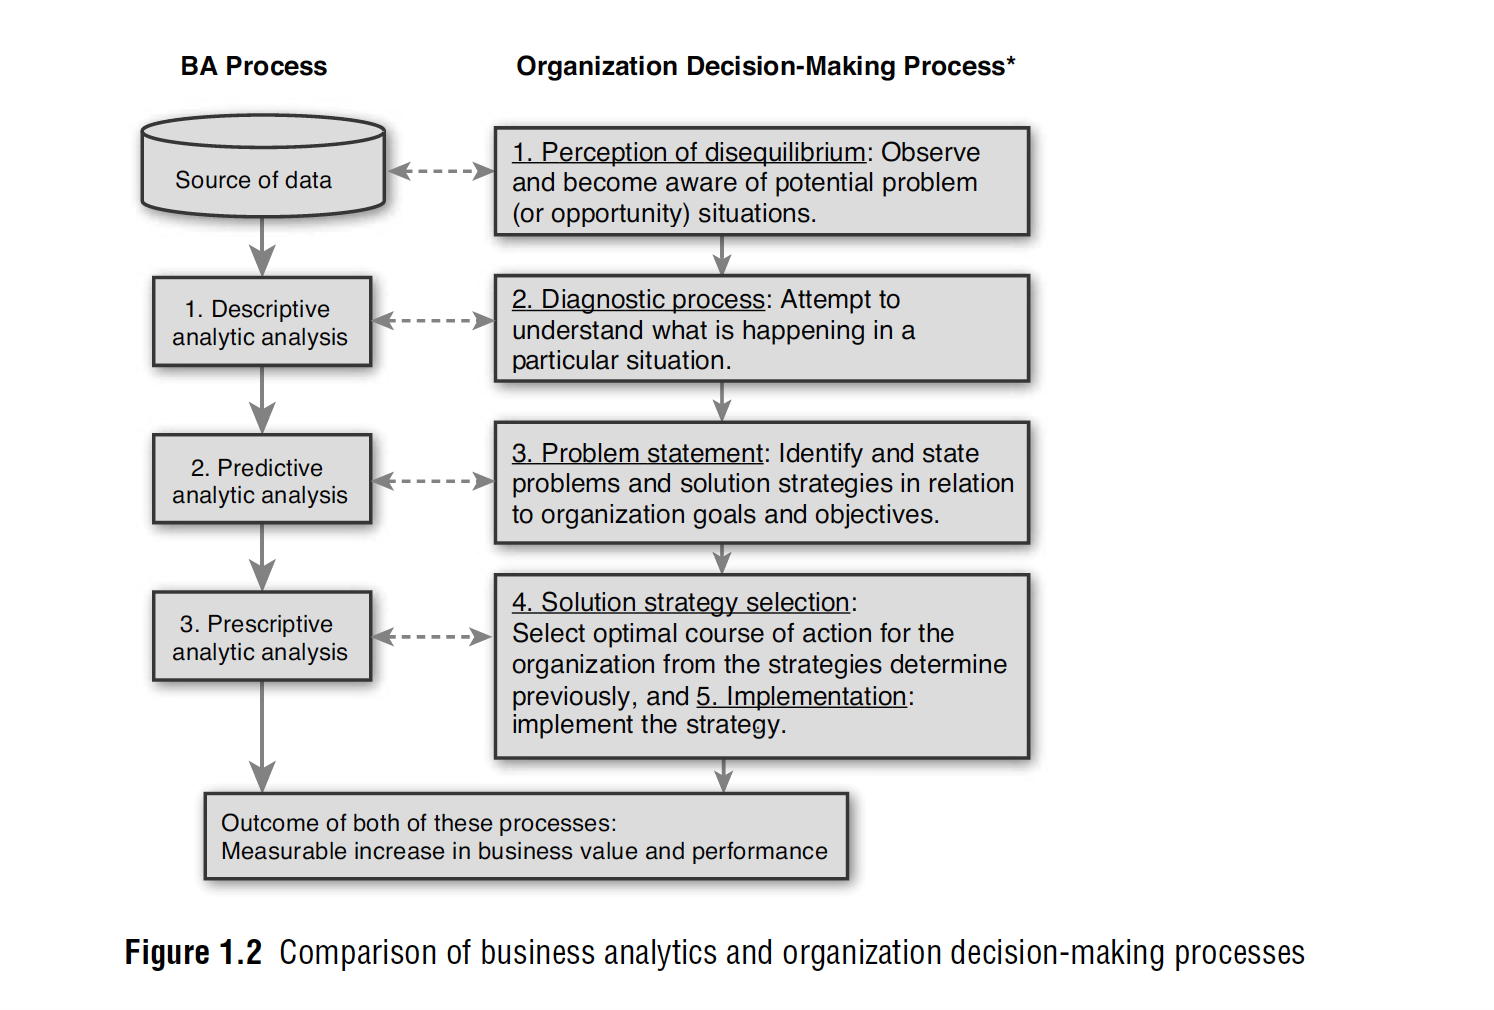 BA Process
Organization Decision-Making Process*
Source of data
1. Perception of disequilibrium: Observe
and become aware of potential problem
(or opportunity) situations.
1. Descriptive
analytic analysis
2. Diagnostic process: Attempt to
understand what is happening in a
particular situation.
2. Predictive
analytic analysis
3. Problem statement: Identify and state
problems and solution strategies in relation
to organization goals and objectives.
3. Prescriptive
analytic analysis
4. Solution strategy selection:
Select optimal course of action for the
organization from the strategies determine
previously, and 5. Implementation:
implement the strategy.
Outcome of both of these processes:
Measurable increase in business value and performance
Figure 1.2 Comparison of business analytics and organization decision-making processes